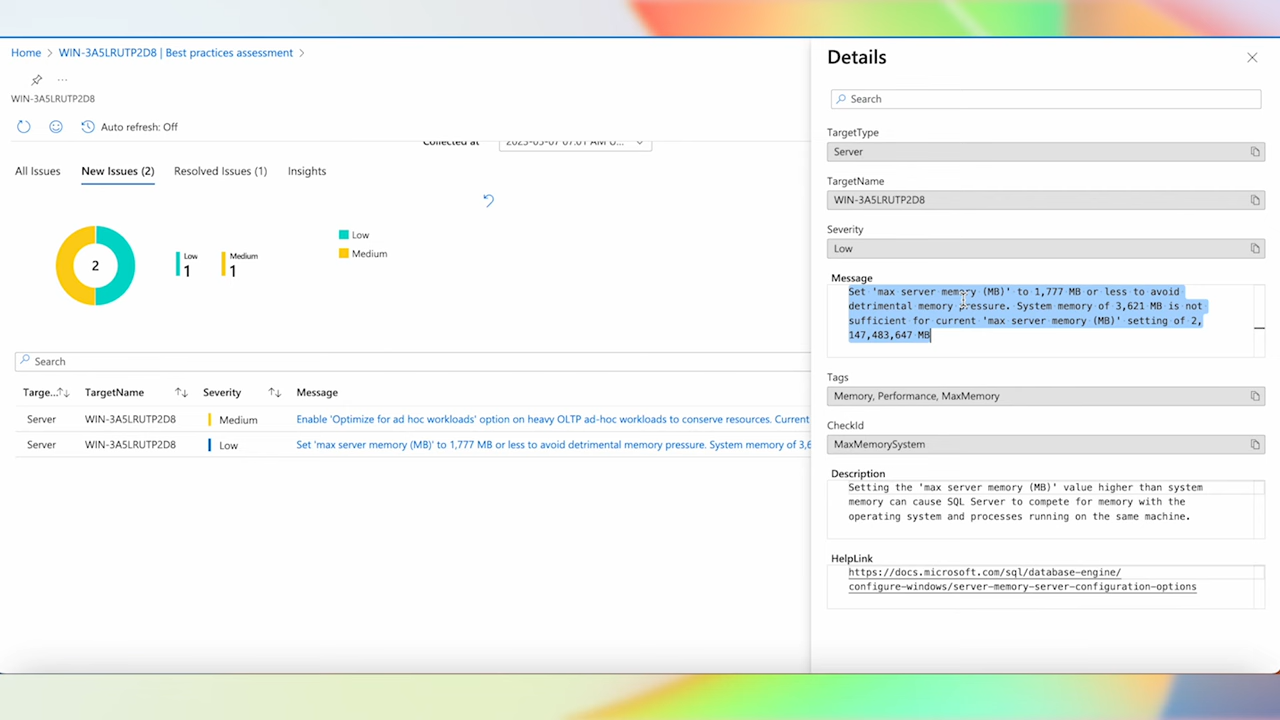 Home > WIN-3A5LRUTP2D8 | Best practices assessment >
...
WIN-3A5LRUTP2D8
Auto refresh: Off
Collected at
All Issues New Issues (2) Resolved Issues (1) Insights
2
Low
1
Medium
1
Low
Medium
Search
Targe...↑↓ TargetName ↑↓ Severity ↑↓ Message
Server WIN-3A5LRUTP2D8 Medium Enable 'Optimize for ad hoc workloads' option on heavy OLTP ad-hoc workloads to conserve resources. Current
Server WIN-3A5LRUTP2D8 Low Set 'max server memory (MB)' to 1,777 MB or less to avoid detrimental memory pressure. System memory of 3,6
Details
Search
TargetType
Server
TargetName
WIN-3A5LRUTP2D8
Severity
Low
Message
Set 'max server memory (MB)' to 1,777 MB or less to avoid
detrimental memory pressure. System memory of 3,621 MB is not
sufficient for current 'max server memory (MB)' setting of 2,
147,483,647 MB
Tags
Memory, Performance, MaxMemory
CheckId
MaxMemorySystem
Description
Setting the 'max server memory (MB)' value higher than system
memory can cause SQL Server to compete for memory with the
operating system and processes running on the same machine.
HelpLink
https://docs.microsoft.com/sql/database-engine/
configure-windows/server-memory-server-configuration-options